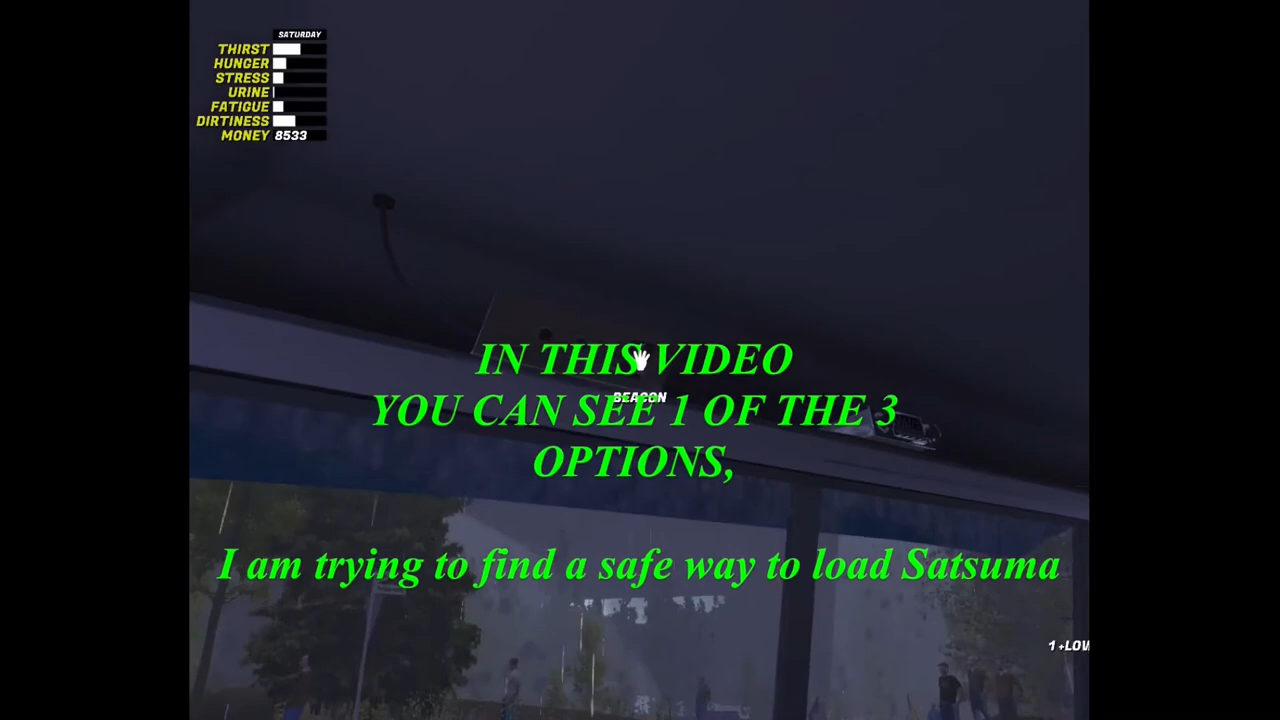 SATURDAY
THIRST
HUNGER
STRESS
URINE
FATIGUE
DIRTINESS
MONEY 8533
IN THIS VIDEO
BEACON
YOU CAN SEE 1 OF THE 3
OPTIONS,
I am trying to find a safe way to load Satsuma
1 +LOW